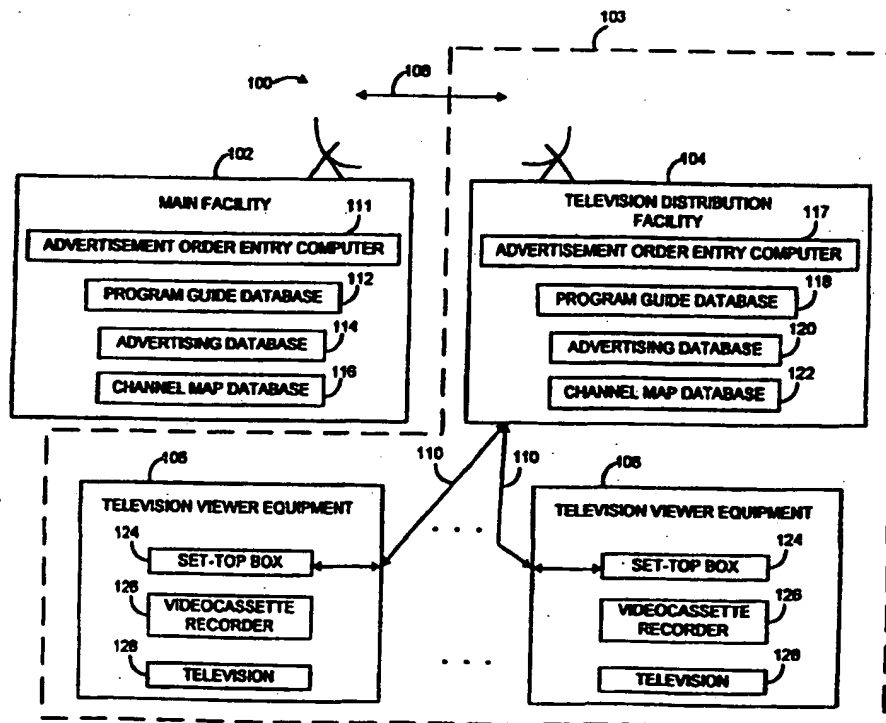 103
100
108
102
104
MAIN FACILITY
TELEVISION DISTRIBUTION
FACILITY
111
117
ADVERTISEMENT ORDER ENTRY COMPUTER
ADVERTISEMENT ORDER ENTRY COMPUTER
PROGRAM GUIDE DATABASE
112
PROGRAM GUIDE DATABASE
118
ADVERTISING DATABASE
114
ADVERTISING DATABASE
120
CHANNEL MAP DATABASE
116
CHANNEL MAP DATABASE
122
106
110
110
106
TELEVISION VIEWER EQUIPMENT
TELEVISION VIEWER EQUIPMENT
. . .
124
SET-TOP BOX
SET-TOP BOX
124
126
VIDEOCASSETTE
RECORDER
VIDEOCASSETTE
RECORDER
126
128
TELEVISION
. . .
TELEVISION
128